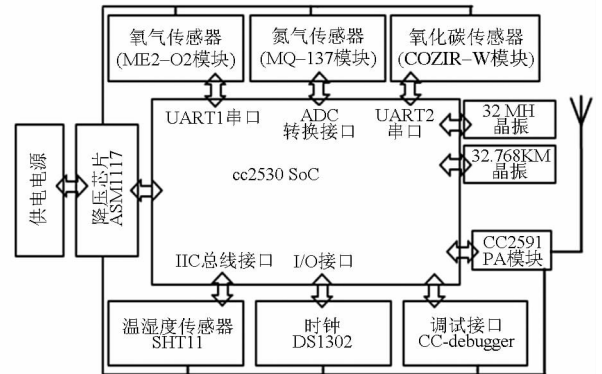 氧气传感器
(ME2-O2模块)
氮气传感器
(MQ-137模块)
氧化碳传感器
(COZIR-W模块)
UART1串口
ADC
转换接口
UART2
串口
32 MH
晶振
32.768KM
晶振
供电电源
降压芯片
ASM1117
cc2530 SoC
CC2591
PA模块
IIC总线接口
I/O接口
温湿度传感器
SHT11
时钟
DS1302
调试接口
CC-debugger